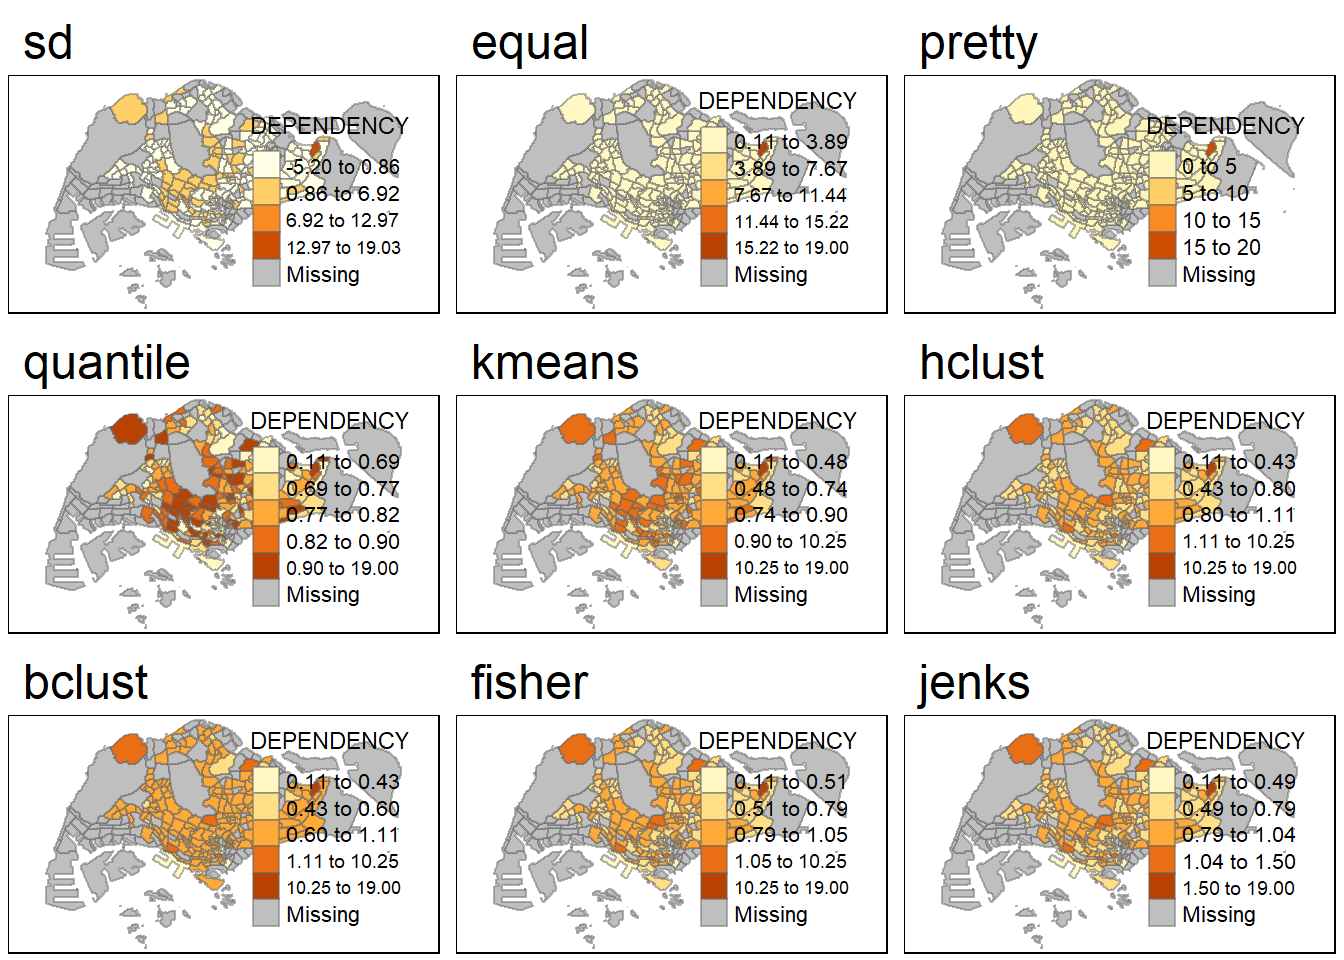 sd
DEPENDENCY
-5.20 to 0.86
0.86 to 6.92
6.92 to 12.97
12.97 to 19.03
Missing
equal
DEPENDENCY
0.11 to 3.89
3.89 to 7.67
7.67 to 11.44
11.44 to 15.22
15.22 to 19.00
Missing
pretty
DEPENDENCY
0 to 5
5 to 10
10 to 15
15 to 20
Missing
quantile
DEPENDENCY
0.11 to 0.69
0.69 to 0.77
0.77 to 0.82
0.82 to 0.90
0.90 to 19.00
Missing
kmeans
DEPENDENCY
0.11 to 0.48
0.48 to 0.74
0.74 to 0.90
0.90 to 10.25
10.25 to 19.00
Missing
hclust
DEPENDENCY
0.11 to 0.43
0.43 to 0.80
0.80 to 1.11
1.11 to 10.25
10.25 to 19.00
Missing
bclust
DEPENDENCY
0.11 to 0.43
0.43 to 0.60
0.60 to 1.11
1.11 to 10.25
10.25 to 19.00
Missing
fisher
DEPENDENCY
0.11 to 0.51
0.51 to 0.79
0.79 to 1.05
1.05 to 10.25
10.25 to 19.00
Missing
jenks
DEPENDENCY
0.11 to 0.49
0.49 to 0.79
0.79 to 1.04
1.04 to 1.50
1.50 to 19.00
Missing